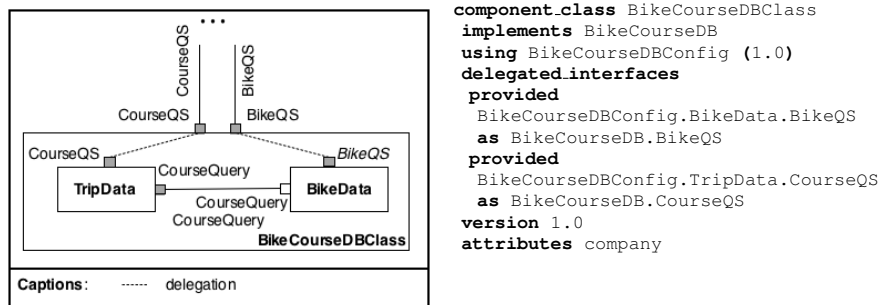 ...
CourseQS
BikeQS
CourseQS
BikeQS
CourseQS
BikeQS
CourseQuery
TripData
BikeData
CourseQuery
CourseQuery
BikeCourseDBClass
Captions: ------ delegation
component_class BikeCourseDBClass
implements BikeCourseDB
using BikeCourseDBConfig (1.0)
delegated_interfaces
provided
BikeCourseDBConfig.BikeData.BikeQS
as BikeCourseDB.BikeQS
provided
BikeCourseDBConfig.TripData.CourseQS
as BikeCourseDB.CourseQS
version 1.0
attributes company